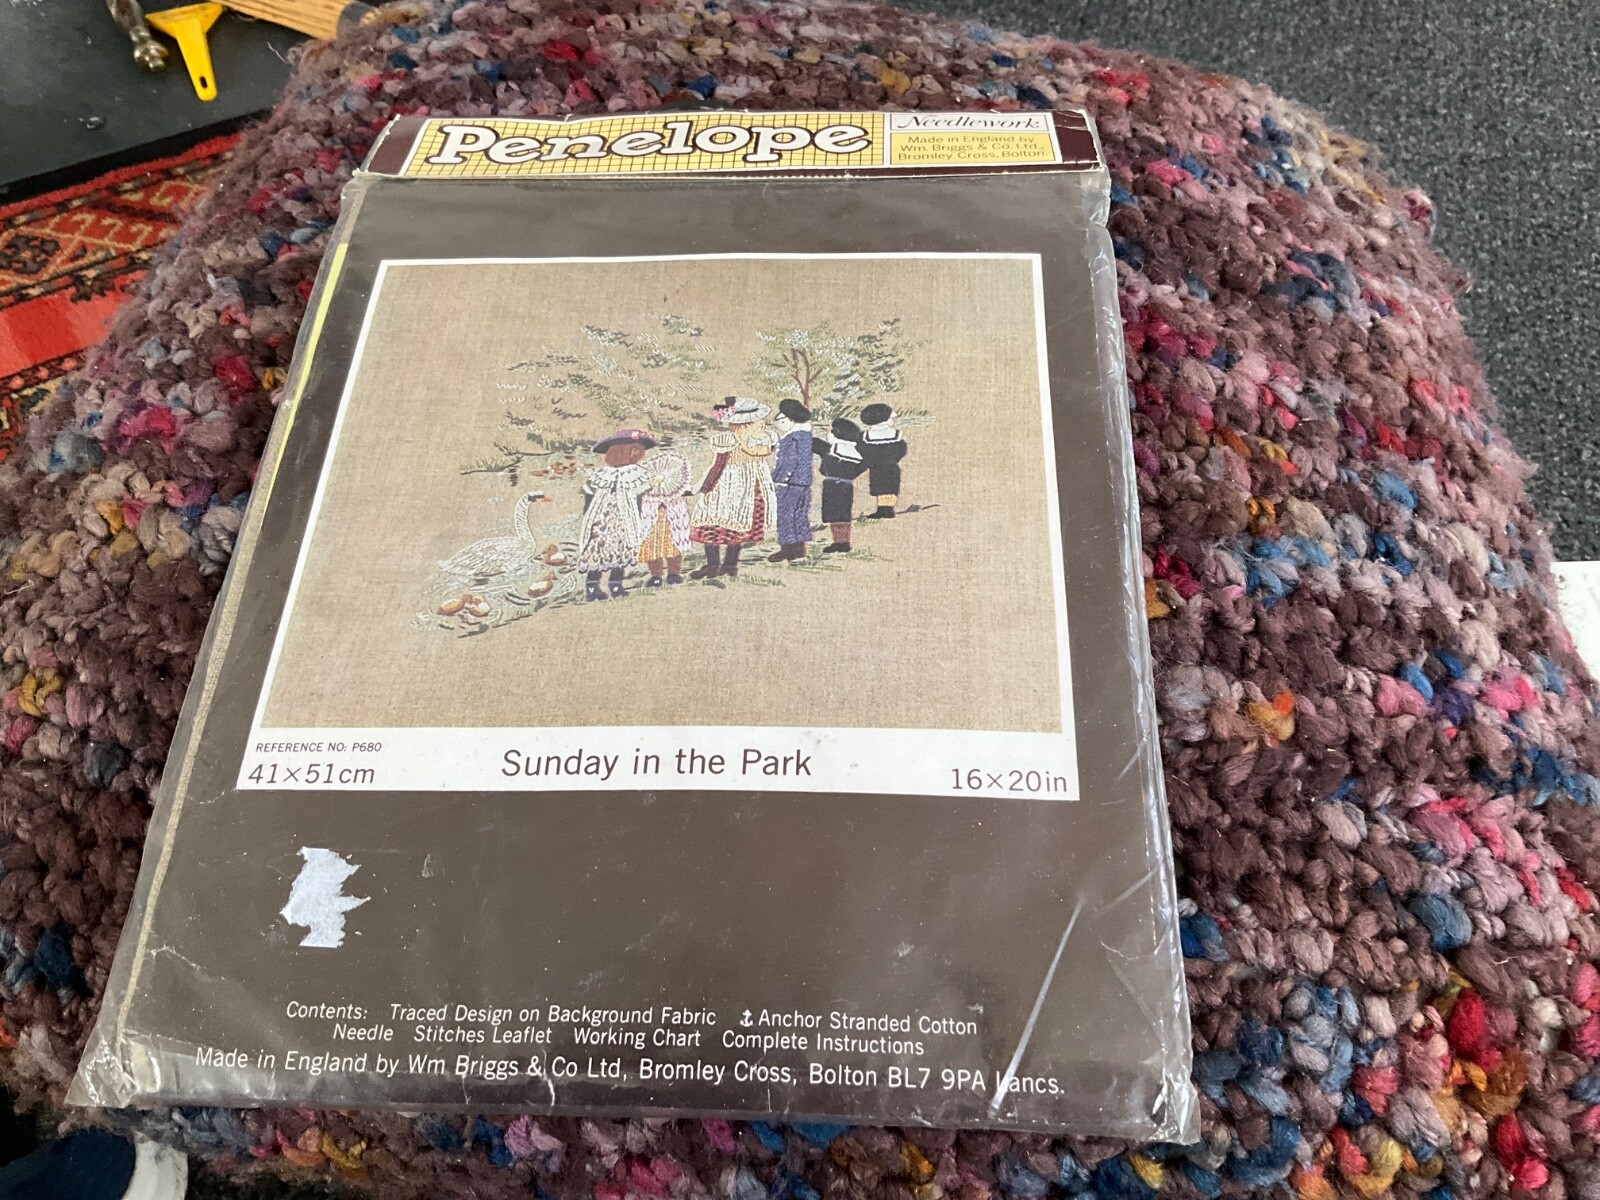 Penelope
Needlework
Made in England by
Wm. Briggs & Co. Ltd.,
Bromley Cross, Bolton.
REFERENCE NO: P680
41×51cm
Sunday in the Park
16×20in
Contents: Traced Design on Background Fabric ⚓Anchor Stranded Cotton
Needle Stitches Leaflet Working Chart Complete Instructions
Made in England by Wm Briggs & Co Ltd, Bromley Cross, Bolton BL7 9PA Lancs.